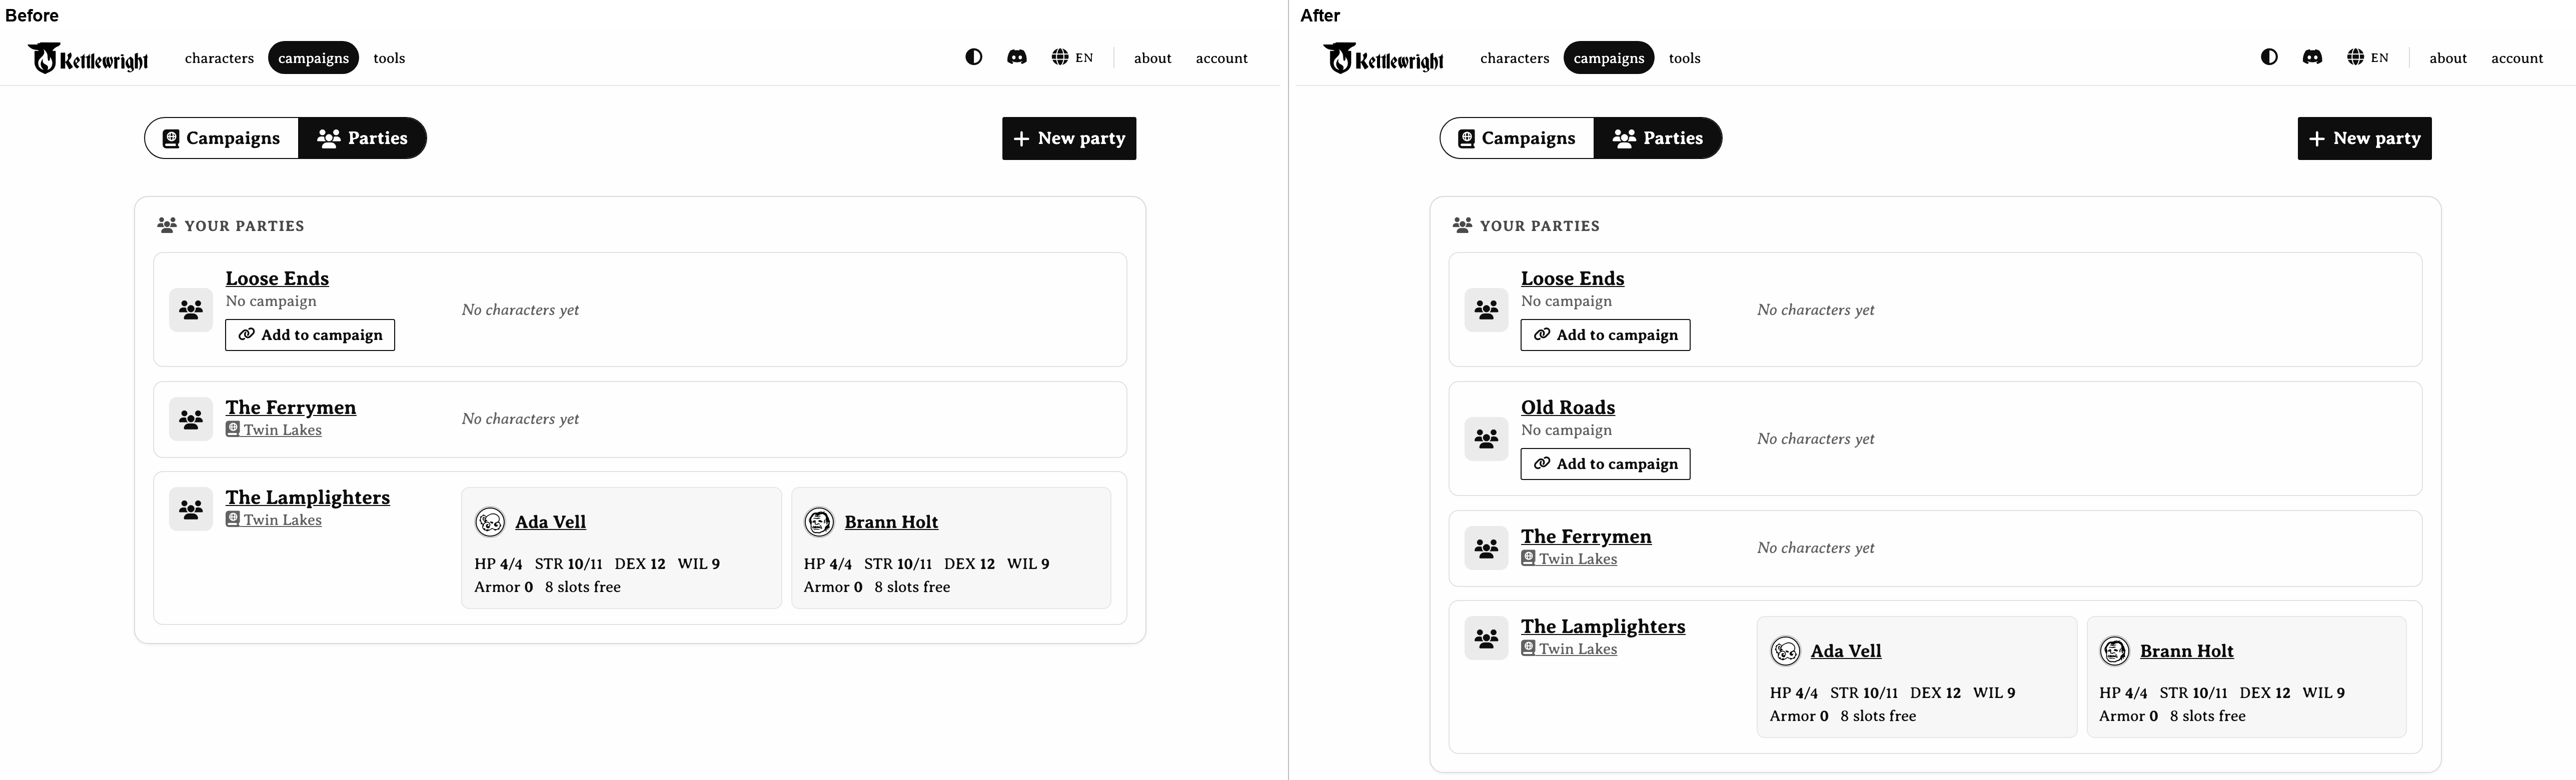 Before
Kettlewright characters campaigns tools EN about account
Campaigns Parties New party
YOUR PARTIES
Loose Ends
No campaign
No characters yet
Add to campaign
The Ferrymen
Twin Lakes
No characters yet
The Lamplighters
Twin Lakes
Ada Vell
HP 4/4 STR 10/11 DEX 12 WIL 9
Armor 0 8 slots free
Brann Holt
HP 4/4 STR 10/11 DEX 12 WIL 9
Armor 0 8 slots free
After
Kettlewright characters campaigns tools EN about account
Campaigns Parties New party
YOUR PARTIES
Loose Ends
No campaign
No characters yet
Add to campaign
Old Roads
No campaign
No characters yet
Add to campaign
The Ferrymen
Twin Lakes
No characters yet
The Lamplighters
Twin Lakes
Ada Vell
HP 4/4 STR 10/11 DEX 12 WIL 9
Armor 0 8 slots free
Brann Holt
HP 4/4 STR 10/11 DEX 12 WIL 9
Armor 0 8 slots free